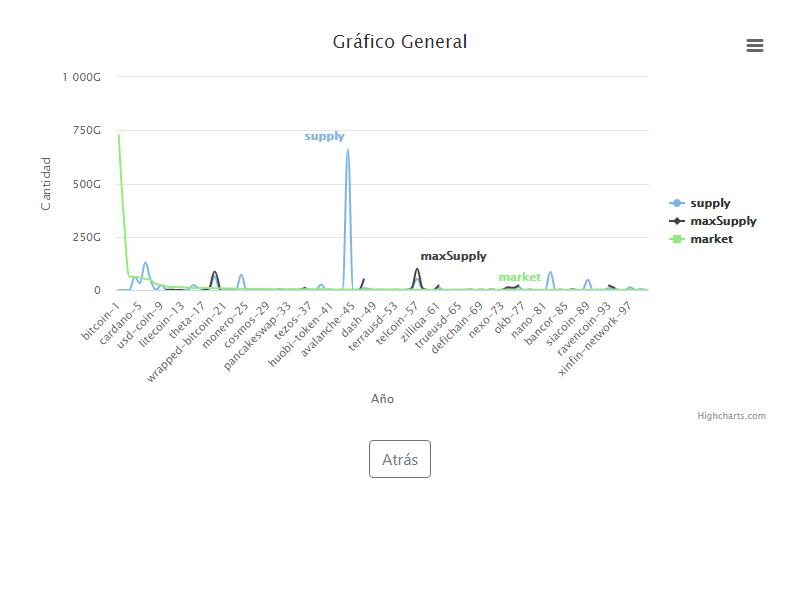 Gráfico General
1 000G
750G
500G
250G
0
Cantidad
supply
maxSupply
market
supply
maxSupply
market
bitcoin-1
cardano-5
usd-coin-9
litecoin-13
theta-17
wrapped-bitcoin-21
monero-25
cosmos-29
pancakeswap-33
tezos-37
huobi-token-41
avalanche-45
dash-49
terrausd-53
telcoin-57
zilliqa-61
trueusd-65
defichain-69
nexo-73
okb-77
nano-81
bancor-85
siacoin-89
ravencoin-93
xinfin-network-97
Año
Highcharts.com
Atrás